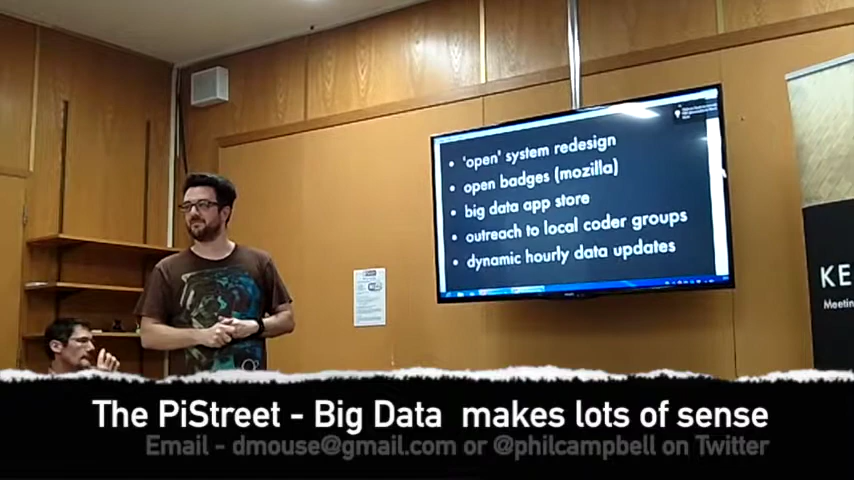 • 'open' system redesign
• open badges (mozilla)
• big data app store
• outreach to local coder groups
• dynamic hourly data updates
KE
Meetin
The PiStreet - Big Data makes lots of sense
Email - dmouse@gmail.com or @philcampbell on Twitter